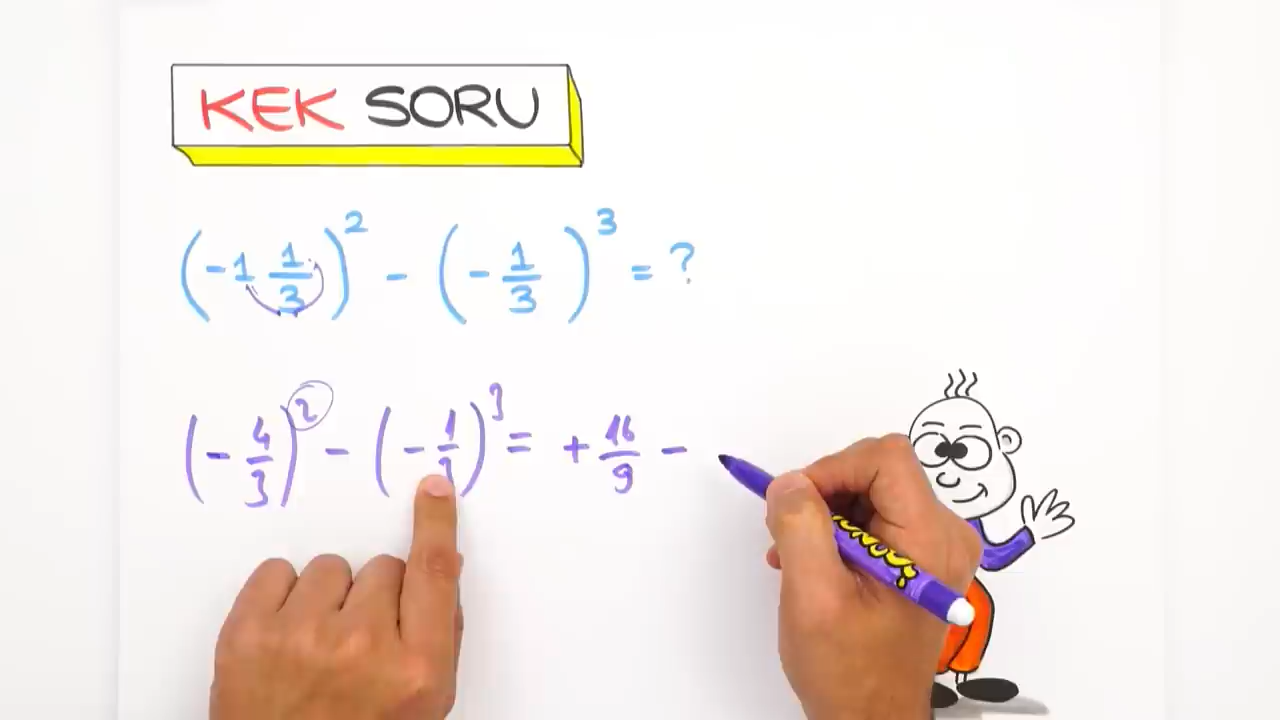 KEK SORU
(-1 1/3)² - (-1/3)³ = ?
(-4/3)² - (-1/3)³ = + 16/9 -